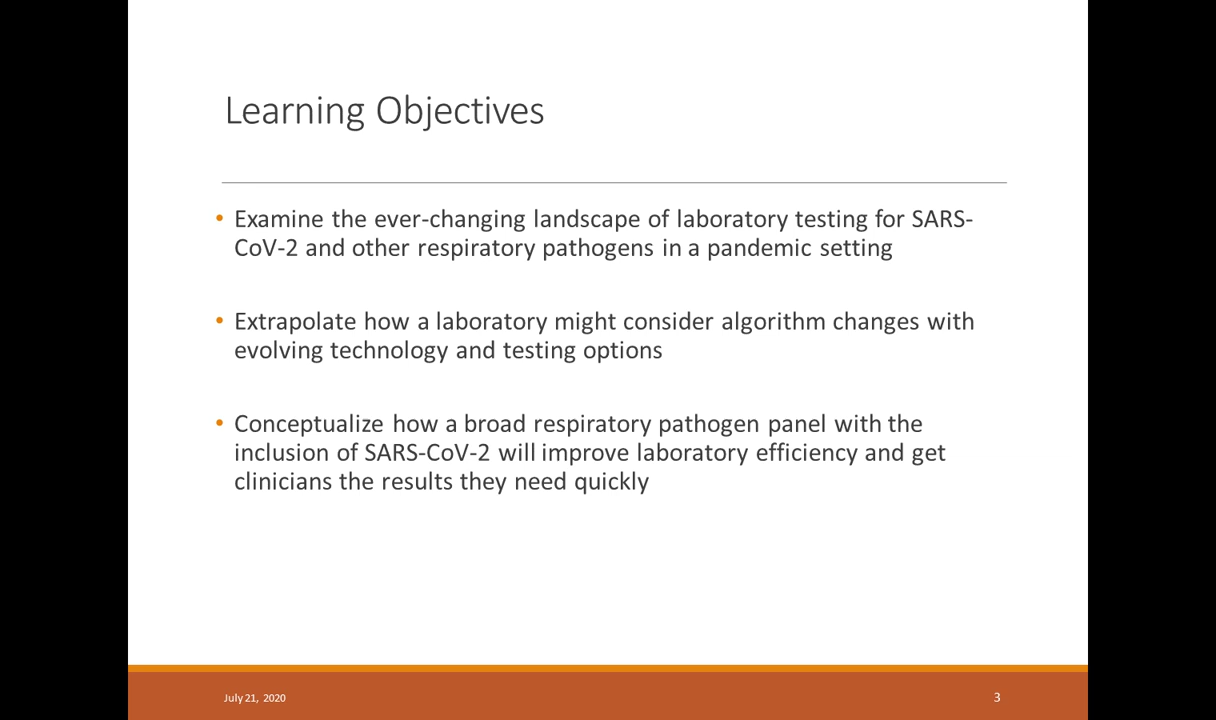 Learning Objectives
• Examine the ever-changing landscape of laboratory testing for SARS-
CoV-2 and other respiratory pathogens in a pandemic setting
• Extrapolate how a laboratory might consider algorithm changes with
evolving technology and testing options
• Conceptualize how a broad respiratory pathogen panel with the
inclusion of SARS-CoV-2 will improve laboratory efficiency and get
clinicians the results they need quickly
July 21, 2020
3